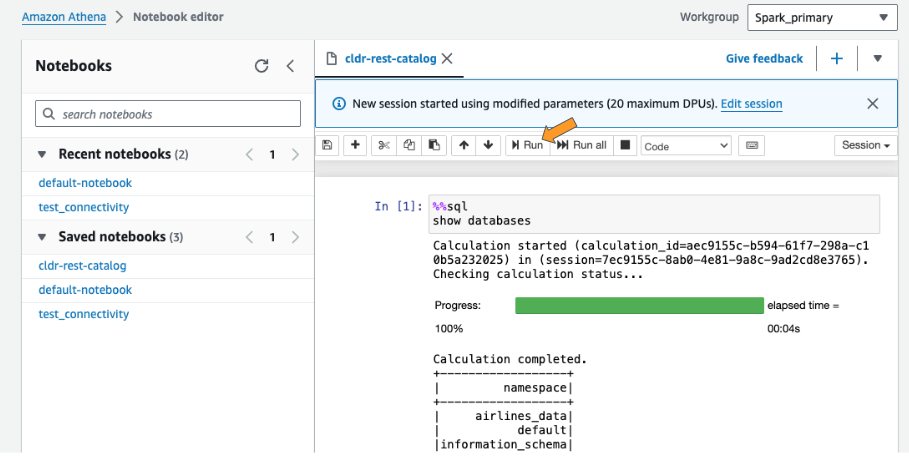 Amazon Athena > Notebook editor
Workgroup Spark_primary
Notebooks
search notebooks
Recent notebooks (2) 1
default-notebook
test_connectivity
Saved notebooks (3) 1
cldr-rest-catalog
default-notebook
test_connectivity
cldr-rest-catalog
Give feedback
New session started using modified parameters (20 maximum DPUs). Edit session
Run Run all Code Session
In [1]: %%sql
show databases
Calculation started (calculation_id=aec9155c-b594-61f7-298a-c1
0b5a232025) in (session=7ec9155c-8ab0-4e81-9a8c-9ad2cd8e3765).
Checking calculation status...
Progress: elapsed time =
100% 00:04s
Calculation completed.
+------------------+
| namespace|
+------------------+
| airlines_data|
| default|
|information_schema|